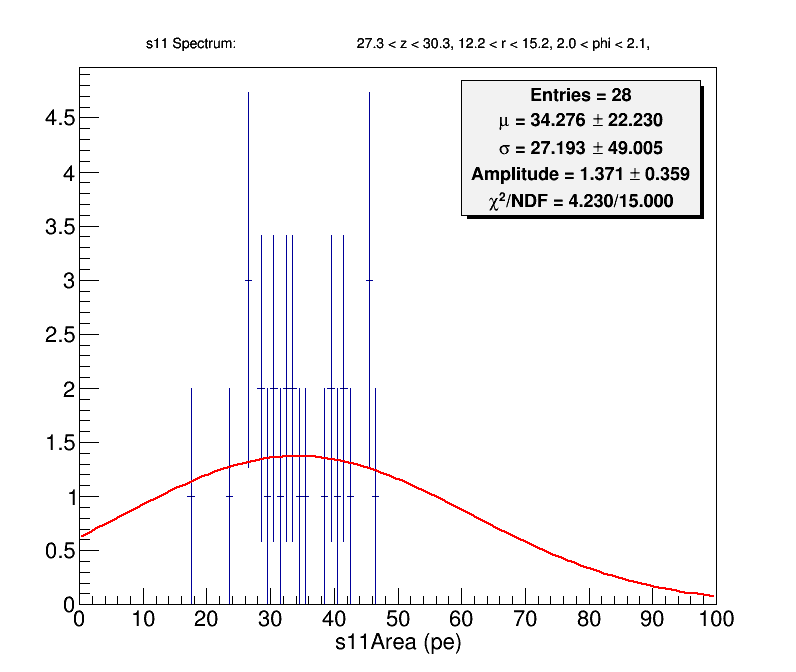 s11 Spectrum: 27.3 < z < 30.3, 12.2 < r < 15.2, 2.0 < phi < 2.1,
Entries = 28
μ = 34.276 ± 22.230
σ = 27.193 ± 49.005
Amplitude = 1.371 ± 0.359
χ²/NDF = 4.230/15.000
4.5
4
3.5
3
2.5
2
1.5
1
0.5
0
0 10 20 30 40 50 60 70 80 90 100
s11Area (pe)